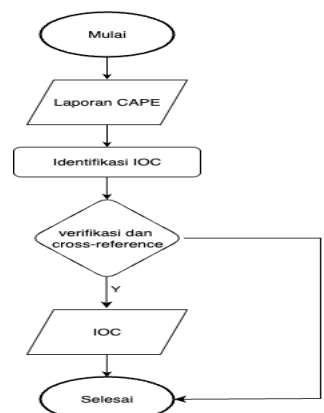 Mulai
Laporan CAPE
Identifikasi IOC
verifikasi dan
cross-reference
Y
IOC
Selesai